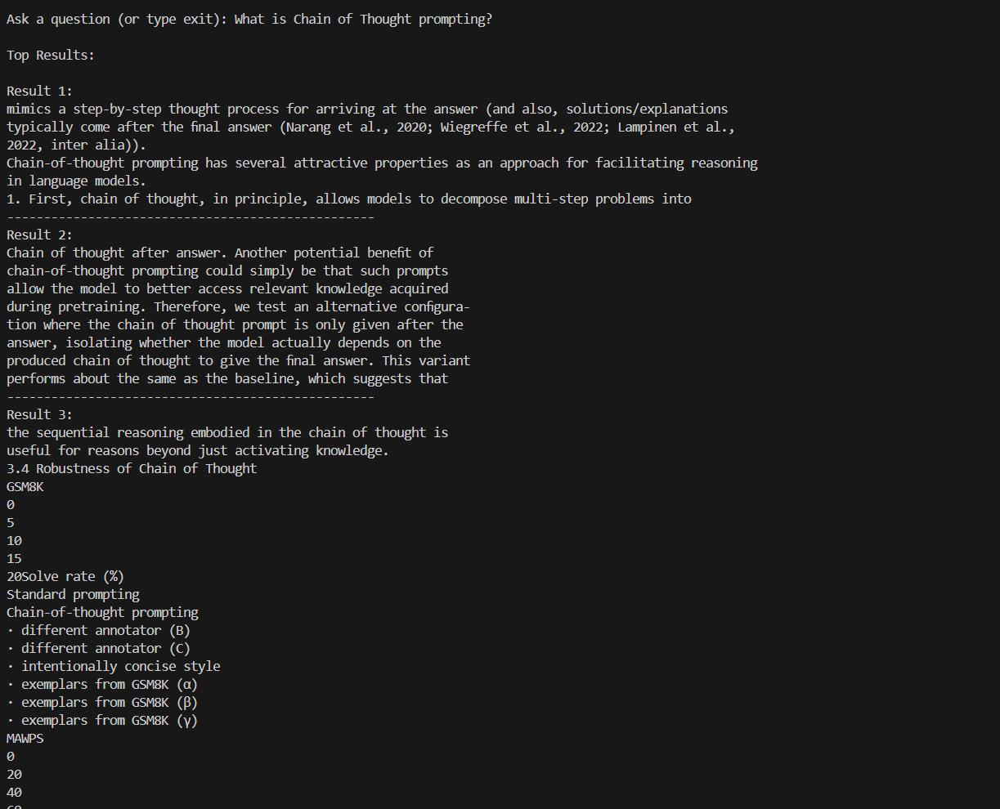 Ask a question (or type exit): What is Chain of Thought prompting?
Top Results:
Result 1:
mimics a step-by-step thought process for arriving at the answer (and also, solutions/explanations
typically come after the final answer (Narang et al., 2020; Wiegreffe et al., 2022; Lampinen et al.,
2022, inter alia)).
Chain-of-thought prompting has several attractive properties as an approach for facilitating reasoning
in language models.
1. First, chain of thought, in principle, allows models to decompose multi-step problems into
--------------------------------------------------
Result 2:
Chain of thought after answer. Another potential benefit of
chain-of-thought prompting could simply be that such prompts
allow the model to better access relevant knowledge acquired
during pretraining. Therefore, we test an alternative configura-
tion where the chain of thought prompt is only given after the
answer, isolating whether the model actually depends on the
produced chain of thought to give the final answer. This variant
performs about the same as the baseline, which suggests that
--------------------------------------------------
Result 3:
the sequential reasoning embodied in the chain of thought is
useful for reasons beyond just activating knowledge.
3.4 Robustness of Chain of Thought
GSM8K
0
5
10
15
20Solve rate (%)
Standard prompting
Chain-of-thought prompting
· different annotator (B)
· different annotator (C)
· intentionally concise style
· exemplars from GSM8K (α)
· exemplars from GSM8K (β)
· exemplars from GSM8K (γ)
MAWPS
0
20
40